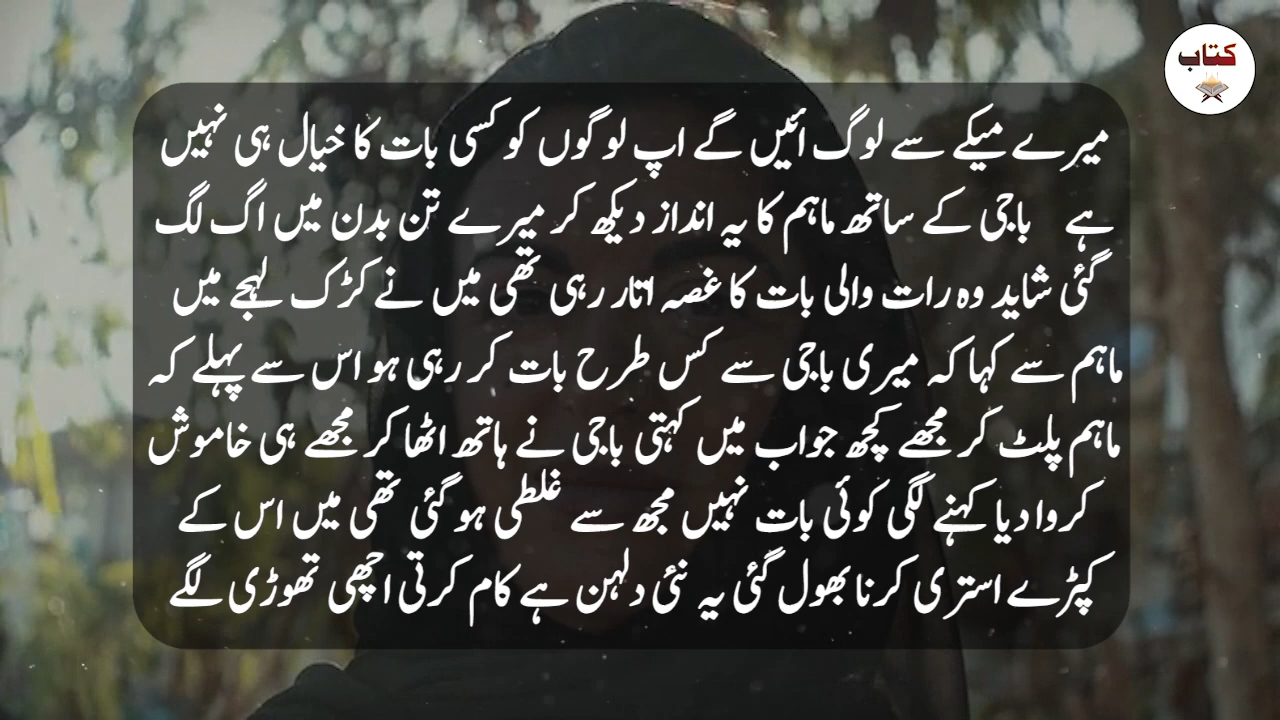 کتاب
میرے میکے سے لوگ ائیں گے اپ لوگوں کو کسی بات کا خیال ہی نہیں
ہے باجی کے ساتھ ماہم کا یہ انداز دیکھ کر میرے تن بدن میں اگ لگ
گئی شاید وہ رات والی بات کا غصہ اتار رہی تھی میں نے کڑک لہجے میں
ماہم سے کہا کہ میری باجی سے کس طرح بات کر رہی ہو اس سے پہلے کہ
ماہم پلٹ کر مجھے کچھ جواب میں کہتی باجی نے ہاتھ اٹھا کر مجھے ہی خاموش
کروا دیا کہنے لگی کوئی بات نہیں مجھ سے غلطی ہو گئی تھی میں اس کے
کپڑے استری کرنا بھول گئی یہ نئی دلہن ہے کام کرتی اچھی تھوڑی لگے